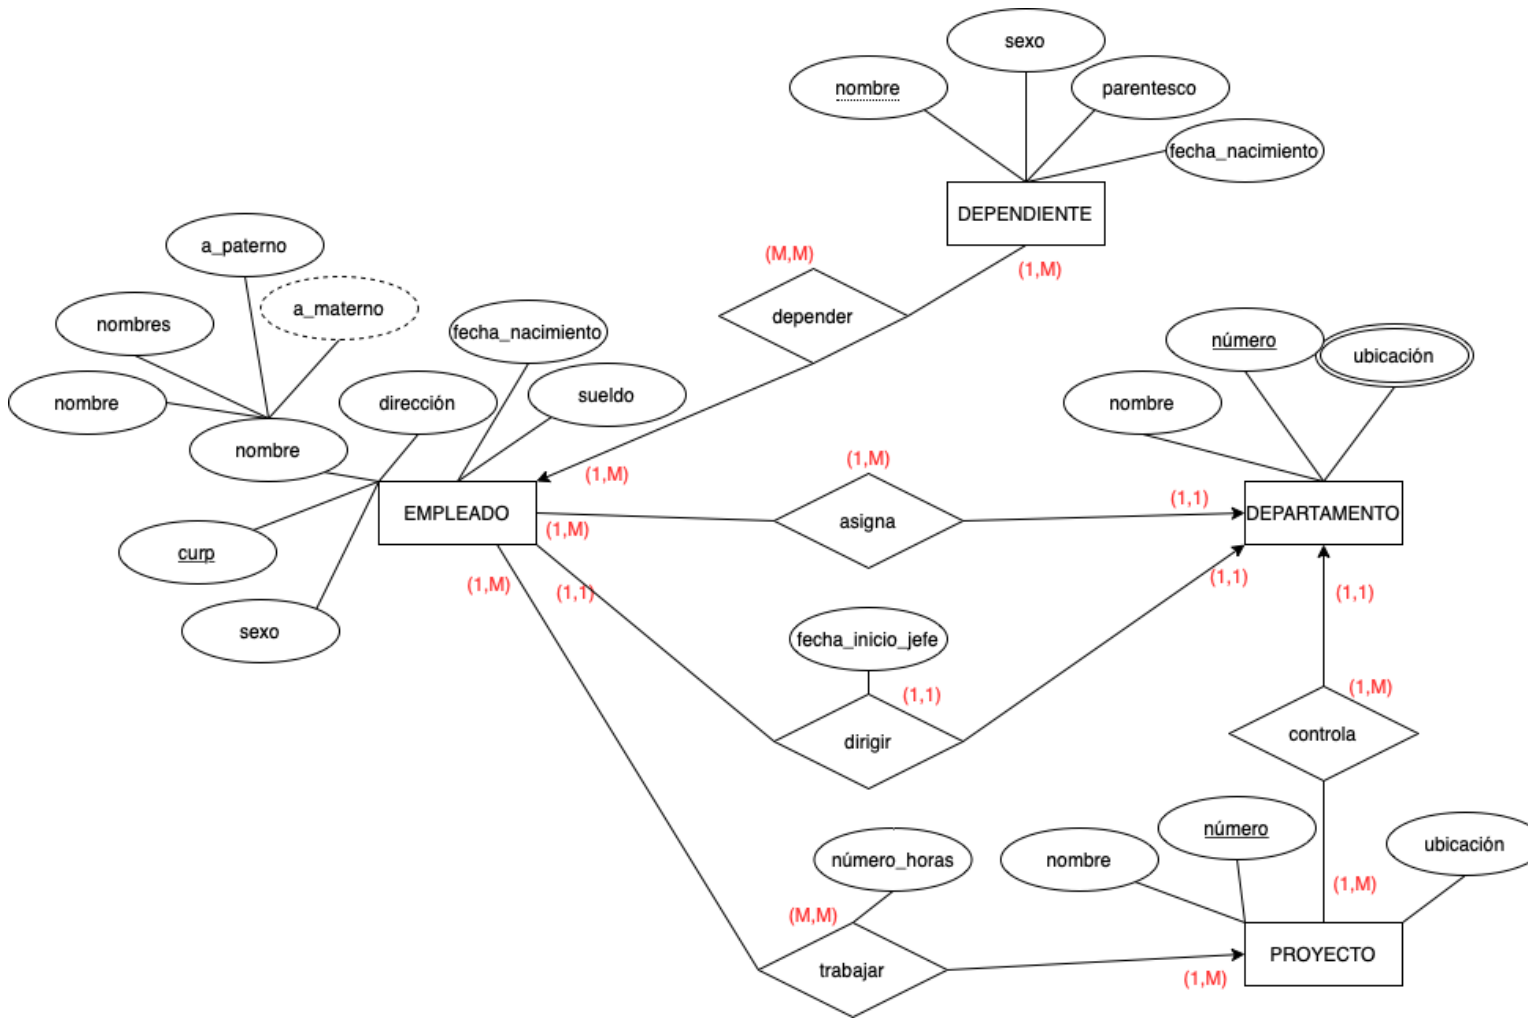 sexo
nombre
parentesco
fecha_nacimiento
DEPENDIENTE
(M,M)
(1,M)
depender
a_paterno
a_materno
nombres
fecha_nacimiento
nombre
dirección
sueldo
nombre
número
ubicación
nombre
(1,M)
(1,M)
(1,1)
EMPLEADO
(1,M)
asigna
DEPARTAMENTO
curp
(1,M)
(1,1)
(1,1)
(1,1)
sexo
fecha_inicio_jefe
(1,1)
(1,M)
dirigir
controla
número
número_horas
nombre
ubicación
(1,M)
(M,M)
trabajar
PROYECTO
(1,M)